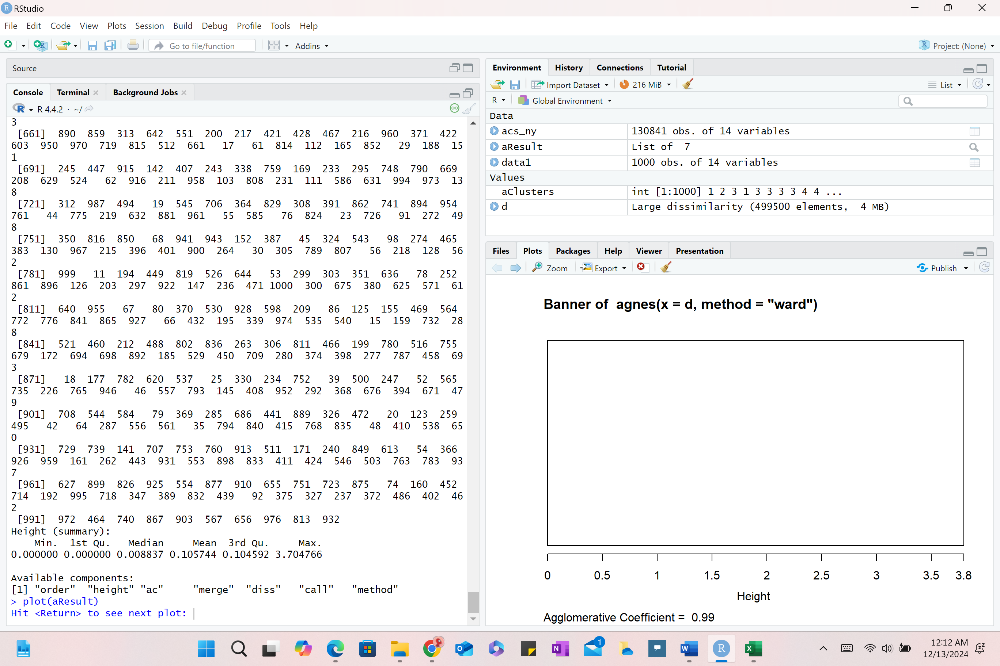 RStudio
File Edit Code View Plots Session Build Debug Profile Tools Help
Go to file/function Addins Project: (None)
Source
Console Terminal Background Jobs
R 4.4.2 · ~/
3
[661] 890 859 313 642 551 200 217 421 428 467 216 960 371 422
603 950 970 719 815 512 661 17 61 814 112 165 852 29 188 15
1
[691] 245 447 915 142 407 243 338 759 169 233 295 748 790 669
208 629 524 62 916 211 958 103 808 231 111 586 631 994 973 13
8
[721] 312 987 494 19 545 706 364 829 308 391 862 741 894 954
761 44 775 219 632 881 961 55 585 76 824 23 726 91 272 49
8
[751] 350 816 850 68 941 943 152 387 45 324 543 98 274 465
383 130 967 215 396 401 900 264 30 305 789 807 56 218 128 56
2
[781] 999 11 194 449 819 526 644 53 299 303 351 636 78 252
861 896 126 203 297 922 147 236 471 1000 300 675 380 625 571 61
2
[811] 640 955 67 80 370 530 928 598 209 86 125 155 469 564
772 776 841 865 927 66 432 195 339 974 535 540 15 159 732 28
8
[841] 521 460 212 488 802 836 263 306 811 466 199 780 516 755
679 172 694 698 892 185 529 450 709 280 374 398 277 787 458 69
3
[871] 18 177 782 620 537 25 330 234 752 39 500 247 52 565
735 226 765 946 46 557 793 145 408 952 292 368 676 394 671 47
9
[901] 708 544 584 79 369 285 686 441 889 326 472 20 123 259
495 42 64 287 556 561 35 794 840 415 768 835 48 410 538 65
0
[931] 729 739 141 707 753 760 913 511 171 240 849 613 54 366
926 959 161 262 443 931 553 898 833 411 424 546 503 763 783 93
7
[961] 627 899 826 925 554 877 910 655 751 723 875 74 160 452
714 192 995 718 347 389 832 439 92 375 327 237 372 486 402 46
2
[991] 972 464 740 867 903 567 656 976 813 932
Height (summary):
Min. 1st Qu. Median Mean 3rd Qu. Max.
0.000000 0.000000 0.008837 0.105744 0.104592 3.704766
Available components:
[1] "order" "height" "ac" "merge" "diss" "call" "method"
> plot(aResult)
Hit <Return> to see next plot:
Environment History Connections Tutorial
Import Dataset 216 MiB List
R Global Environment
Data
acs_ny 130841 obs. of 14 variables
aResult List of 7
data1 1000 obs. of 14 variables
Values
aClusters int [1:1000] 1 2 3 1 3 3 3 3 4 4 ...
d Large dissimilarity (499500 elements, 4 MB)
Files Plots Packages Help Viewer Presentation
Zoom Export Publish
Banner of agnes(x = d, method = "ward")
0 0.5 1 1.5 2 2.5 3 3.5 3.8
Height
Agglomerative Coefficient = 0.99
1
12:12 AM
12/13/2024